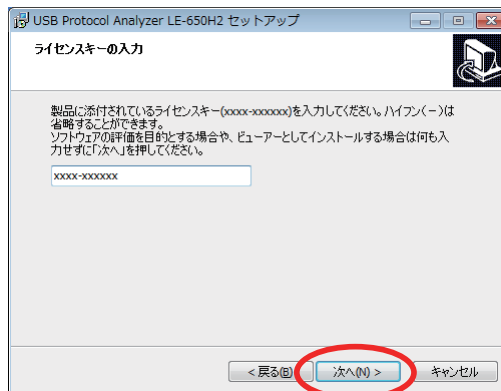 USB Protocol Analyzer LE-650H2 セットアップ
ライセンスキーの入力
製品に添付されているライセンスキー(xxxx-xxxxxx)を入力してください。ハイフン(－)は
省略することができます。
ソフトウェアの評価を目的とする場合や、ビューアーとしてインストールする場合は何も入
力せずに「次へ」を押してください。
xxxx-xxxxxx
< 戻る(B)
次へ(N) >
キャンセル